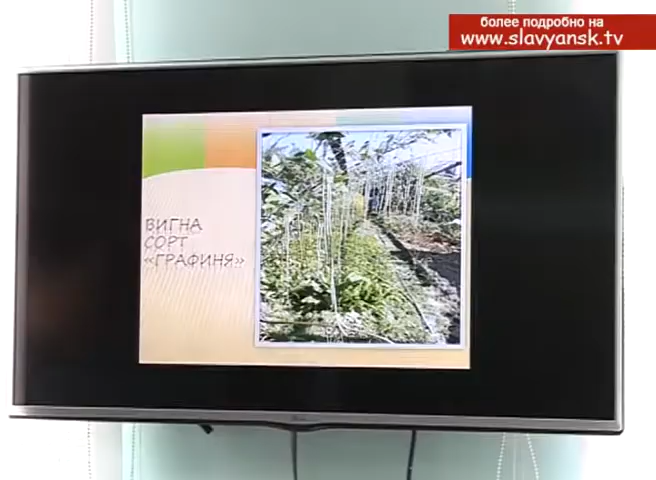 более подробно на
www.slavyansk.tv
ВИГНА
СОРТ
«ГРАФИНЯ»